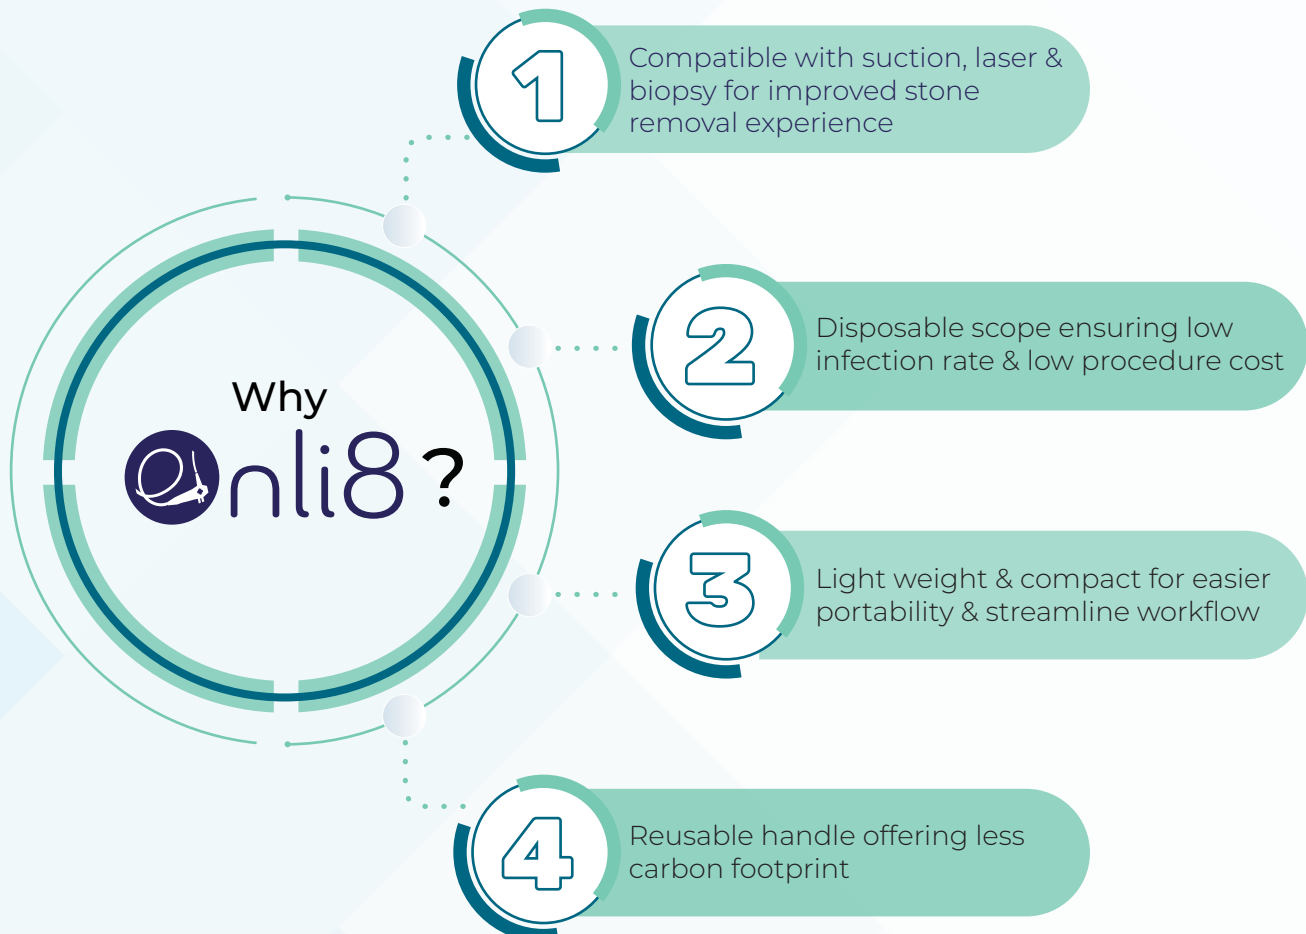 Why
Onli8 ?
1
Compatible with suction, laser &
biopsy for improved stone
removal experience
2
Disposable scope ensuring low
infection rate & low procedure cost
3
Light weight & compact for easier
portability & streamline workflow
4
Reusable handle offering less
carbon footprint